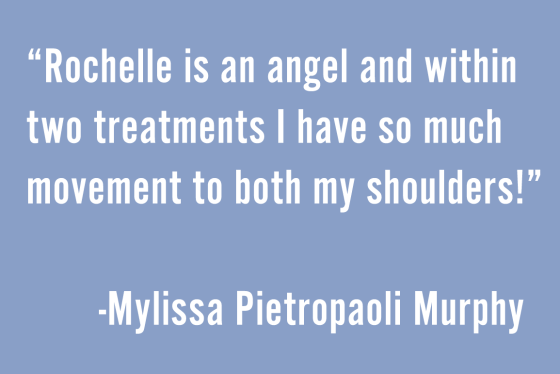 “Rochelle is an angel and within
two treatments I have so much
movement to both my shoulders!”
-Mylissa Pietropaoli Murphy